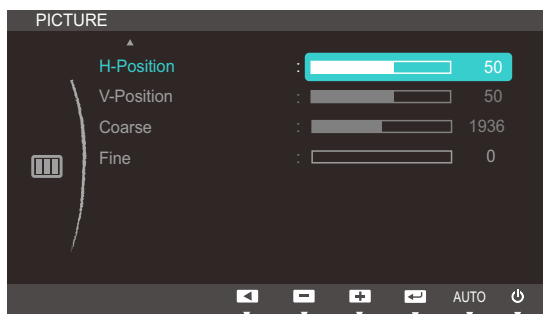 PICTURE
H-Position : 50
V-Position : 50
Coarse : 1936
Fine : 0
AUTO